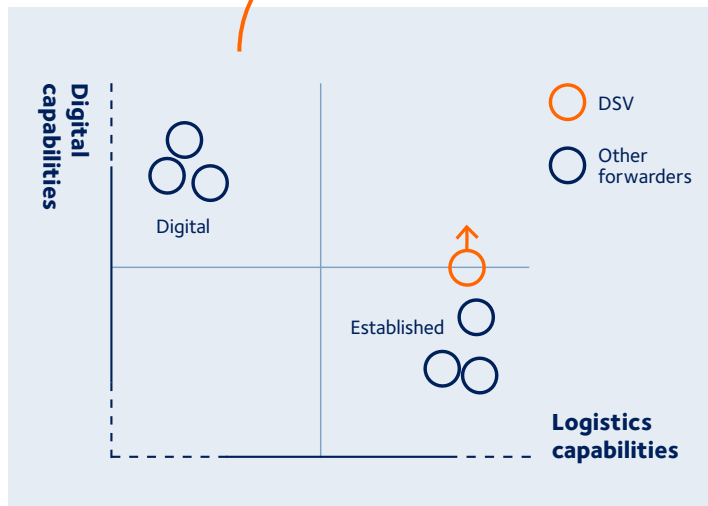 Digital
capabilities
DSV
Other
forwarders
Digital
Established
Logistics
capabilities